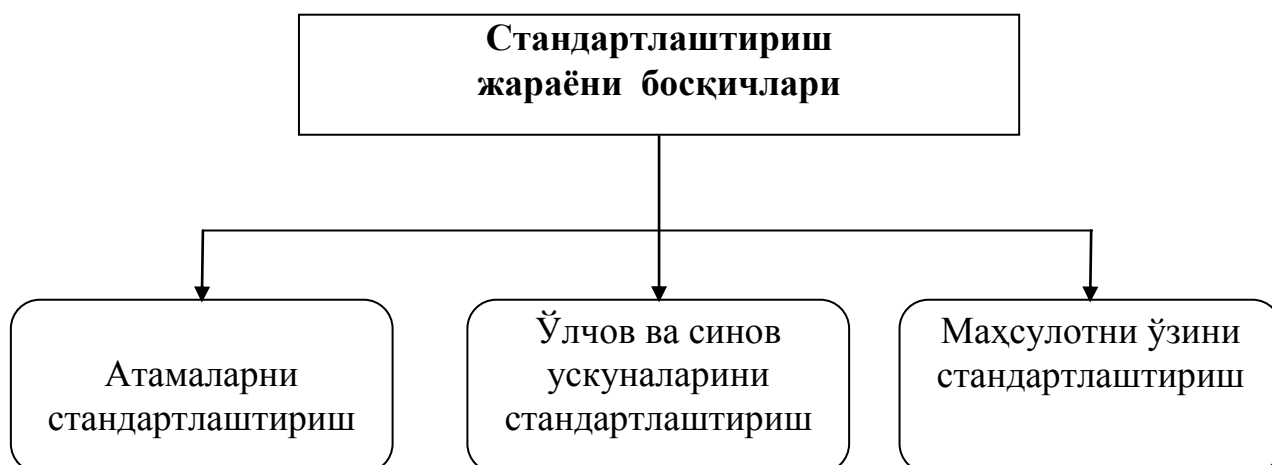 Стандартлаштириш
жараёни босқичлари
Атамаларни
стандартлаштириш
Ўлчов ва синов
ускуналарини
стандартлаштириш
Маҳсулотни ўзини
стандартлаштириш